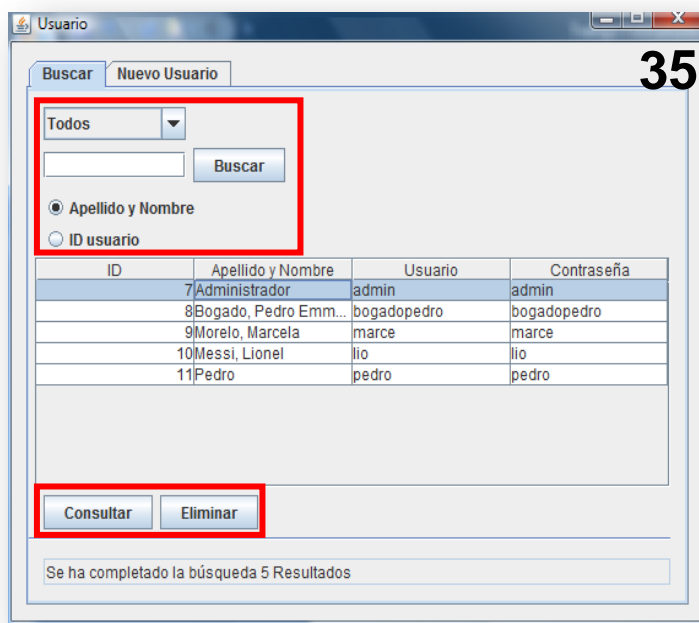 Usuario
35
Buscar Nuevo Usuario
Todos
Buscar
Apellido y Nombre
ID usuario
ID Apellido y Nombre Usuario Contraseña
7 Administrador admin admin
8 Bogado, Pedro Emm... bogadopedro bogadopedro
9 Morelo, Marcela marce marce
10 Messi, Lionel lio lio
11 Pedro pedro pedro
Consultar Eliminar
Se ha completado la búsqueda 5 Resultados